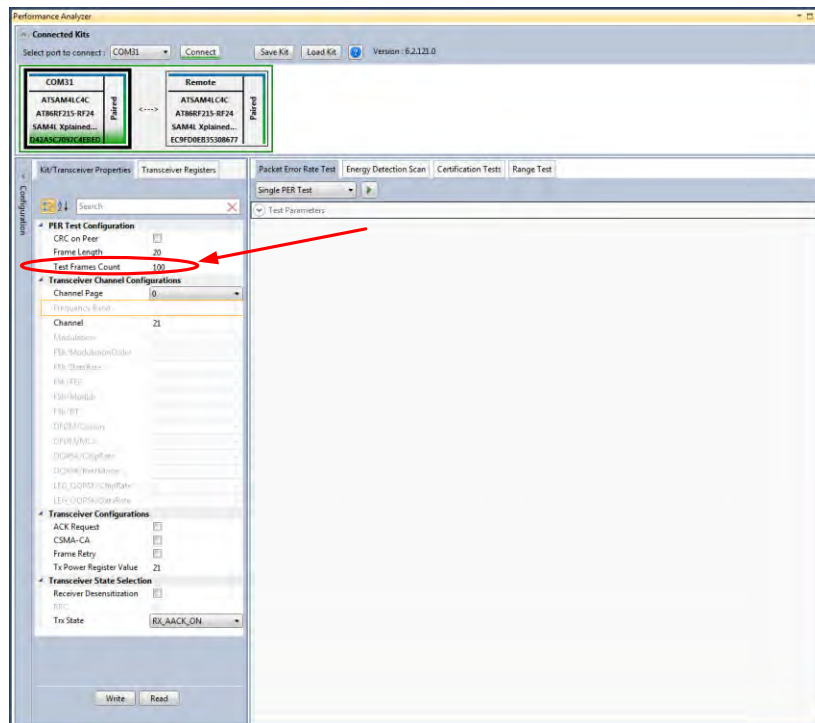 Performance Analyzer
Connected Kits
Select port to connect : COM31 Connect Save Kit Load Kit ? Version : 6.2.121.0
COM31
ATSAM4LC4C
AT86RF215-RF24
SAM4L Xplained...
D42A5C7097C4EBED
Paired
<--->
Remote
ATSAM4LC4C
AT86RF215-RF24
SAM4L Xplained...
EC9FD0EB35308677
Paired
Configuration
Kit/Transceiver Properties Transceiver Registers
Search
PER Test Configuration
CRC on Peer
Frame Length 20
Test Frames Count 100
Transceiver Channel Configurations
Channel Page 0
Frequency Band
Channel 21
Modulation
Transceiver Configurations
ACK Request
CSMA-CA
Frame Retry
Tx Power Register Value 21
Transceiver State Selection
Receiver Desensitization
RPC
Trx State RX_AACK_ON
Write Read
Packet Error Rate Test Energy Detection Scan Certification Tests Range Test
Single PER Test
Test Parameters